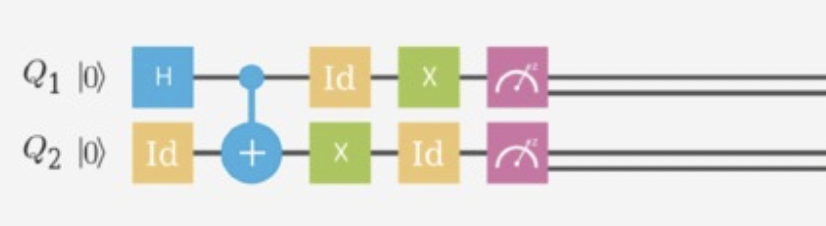 Q₁ |0⟩ H Id X z
Q₂ |0⟩ Id + X Id z